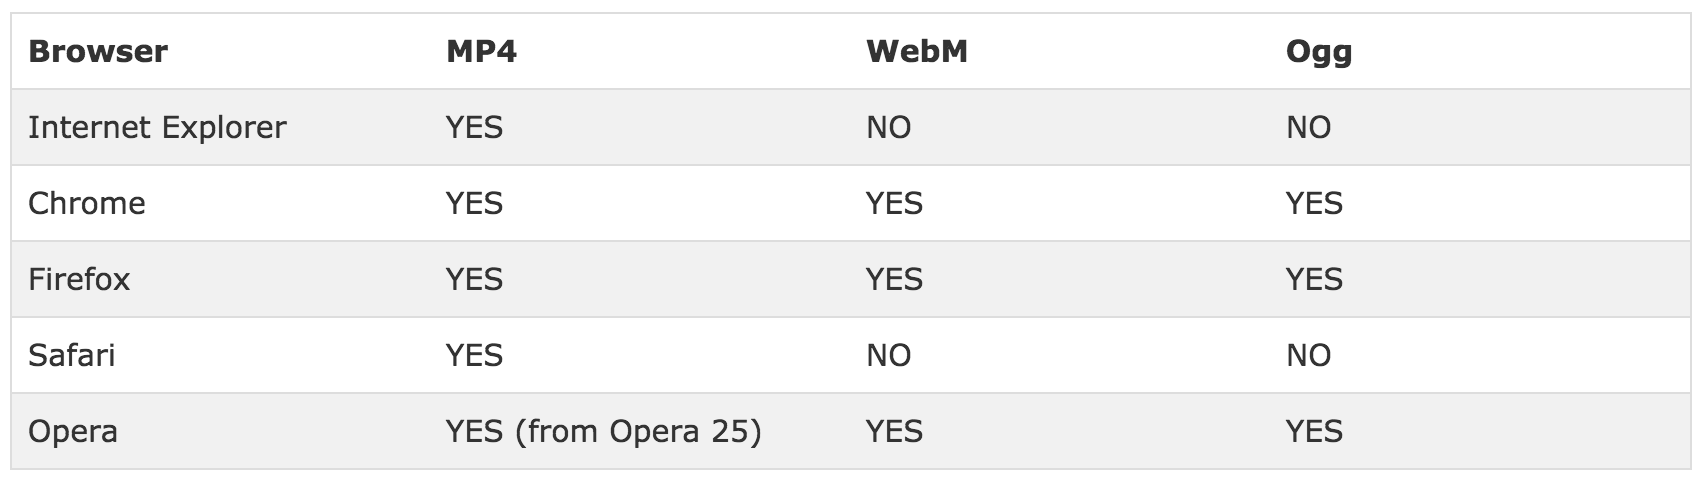 Browser MP4 WebM Ogg
Internet Explorer YES NO NO
Chrome YES YES YES
Firefox YES YES YES
Safari YES NO NO
Opera YES (from Opera 25) YES YES